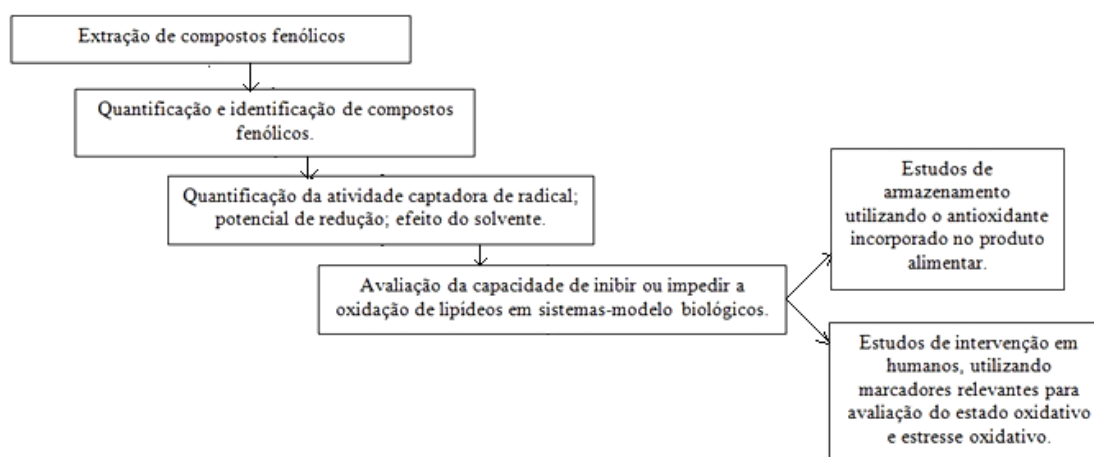 Extração de compostos fenólicos
Quantificação e identificação de compostos
fenólicos.
Quantificação da atividade captadora de radical;
potencial de redução; efeito do solvente.
Avaliação da capacidade de inibir ou impedir a
oxidação de lipídeos em sistemas-modelo biológicos.
Estudos de
armazenamento
utilizando o antioxidante
incorporado no produto
alimentar.
Estudos de intervenção em
humanos, utilizando
marcadores relevantes para
avaliação do estado oxidativo
e estresse oxidativo.